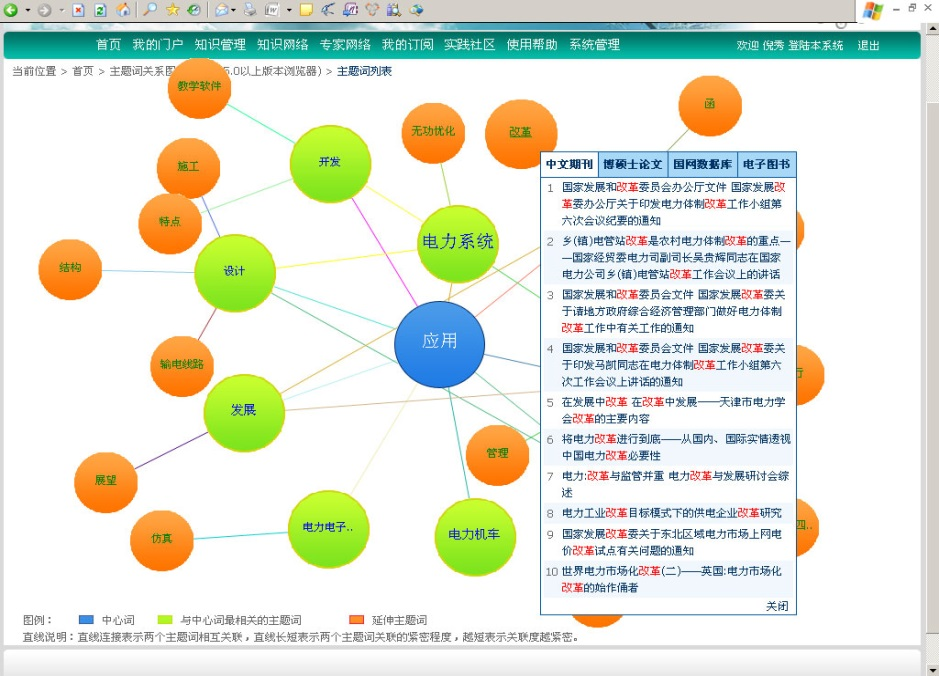 首页 我的门户 知识管理 知识网络 专家网络 我的订阅 实践社区 使用帮助 系统管理
欢迎 倪秀 登陆本系统 退出
当前位置 > 首页 > 主题词关系图 5.0以上版本浏览器) > 主题词列表
教学软件
函
无功优化
改革
开发
施工
特点
电力系统
结构
设计
应用
输电线路
行
发展
管理
展望
仿真
电力电子..
电力机车
四..
中文期刊 博硕士论文 国网数据库 电子图书
1 国家发展和改革委员会办公厅文件 国家发展改
革委办公厅关于印发电力体制改革工作小组第
六次会议纪要的通知
2 乡(镇)电管站改革是农村电力体制改革的重点—
—国家经贸委电力司副司长吴贵辉同志在国家
电力公司乡(镇)电管站改革工作会议上的讲话
3 国家发展和改革委员会文件 国家发展改革委关
于请地方政府综合经济管理部门做好电力体制
改革工作中有关工作的通知
4 国家发展和改革委员会文件 国家发展改革委关
于印发马凯同志在电力体制改革工作小组第六
次工作会议上讲话的通知
5 在发展中改革 在改革中发展——天津市电力学
会改革的主要内容
6 将电力改革进行到底——从国内、国际实情透视
中国电力改革必要性
7 电力:改革与监管并重 电力改革与发展研讨会综
述
8 电力工业改革目标模式下的供电企业改革研究
9 国家发展改革委关于东北区域电力市场上网电
价改革试点有关问题的通知
10 世界电力市场化改革(二)——英国:电力市场化
改革的始作俑者
关闭
图例： 中心词 与中心词最相关的主题词 延伸主题词
直线说明：直线连接表示两个主题词相互关联，直线长短表示两个主题词关联的紧密程度，越短表示关联度越紧密。